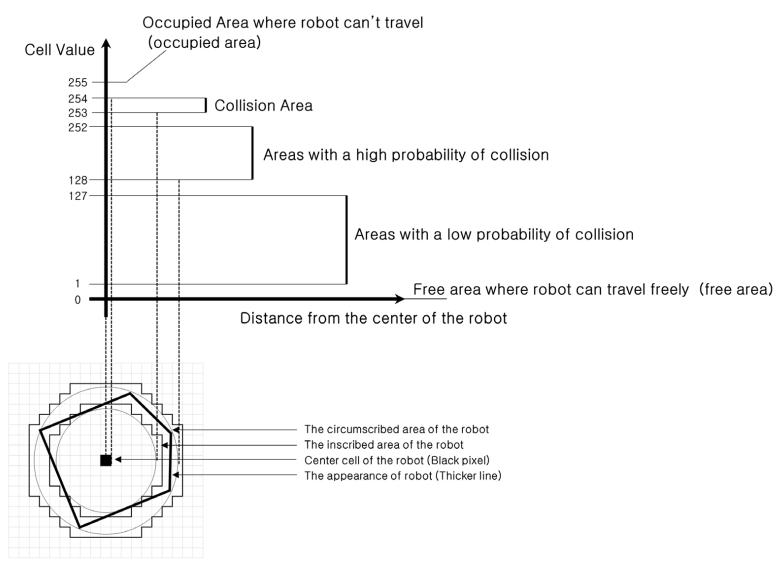 Occupied Area where robot can't travel
(occupied area)
Cell Value
255
254
Collision Area
253
252
Areas with a high probability of collision
128
127
Areas with a low probability of collision
1
Free area where robot can travel freely (free area)
0
Distance from the center of the robot
The circumscribed area of the robot
The inscribed area of the robot
Center cell of the robot (Black pixel)
The appearance of robot (Thicker line)